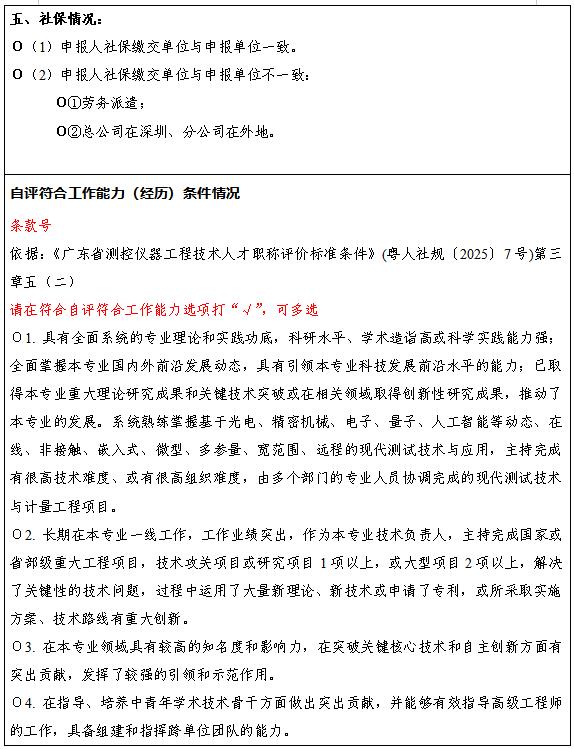 五、社保情况：
O（1）申报人社保缴交单位与申报单位一致。
O（2）申报人社保缴交单位与申报单位不一致：
O①劳务派遣；
O②总公司在深圳、分公司在外地。
自评符合工作能力（经历）条件情况
条款号
依据：《广东省测控仪器工程技术人才职称评价标准条件》(粤人社规〔2025〕7号)第三
章五（二）
请在符合自评符合工作能力选项打“√”，可多选
O1. 具有全面系统的专业理论和实践功底，科研水平、学术造诣高或科学实践能力强；
全面掌握本专业国内外前沿发展动态，具有引领本专业科技发展前沿水平的能力；已取
得本专业重大理论研究成果和关键技术突破或在相关领域取得创新性研究成果，推动了
本专业的发展。系统熟练掌握基于光电、精密机械、电子、量子、人工智能等动态、在
线、非接触、嵌入式、微型、多参量、宽范围、远程的现代测试技术与应用，主持完成
有很高技术难度、或有很高组织难度，由多个部门的专业人员协调完成的现代测试技术
与计量工程项目。
O2. 长期在本专业一线工作，工作业绩突出，作为本专业技术负责人，主持完成国家或
省部级重大工程项目，技术攻关项目或研究项目1项以上，或大型项目2项以上，解决
了关键性的技术问题，过程中运用了大量新理论、新技术或申请了专利，或所采取实施
方案、技术路线有重大创新。
O3. 在本专业领域具有较高的知名度和影响力，在突破关键核心技术和自主创新方面有
突出贡献，发挥了较强的引领和示范作用。
O4. 在指导、培养中青年学术技术骨干方面做出突出贡献，并能够有效指导高级工程师
的工作，具备组建和指挥跨单位团队的能力。